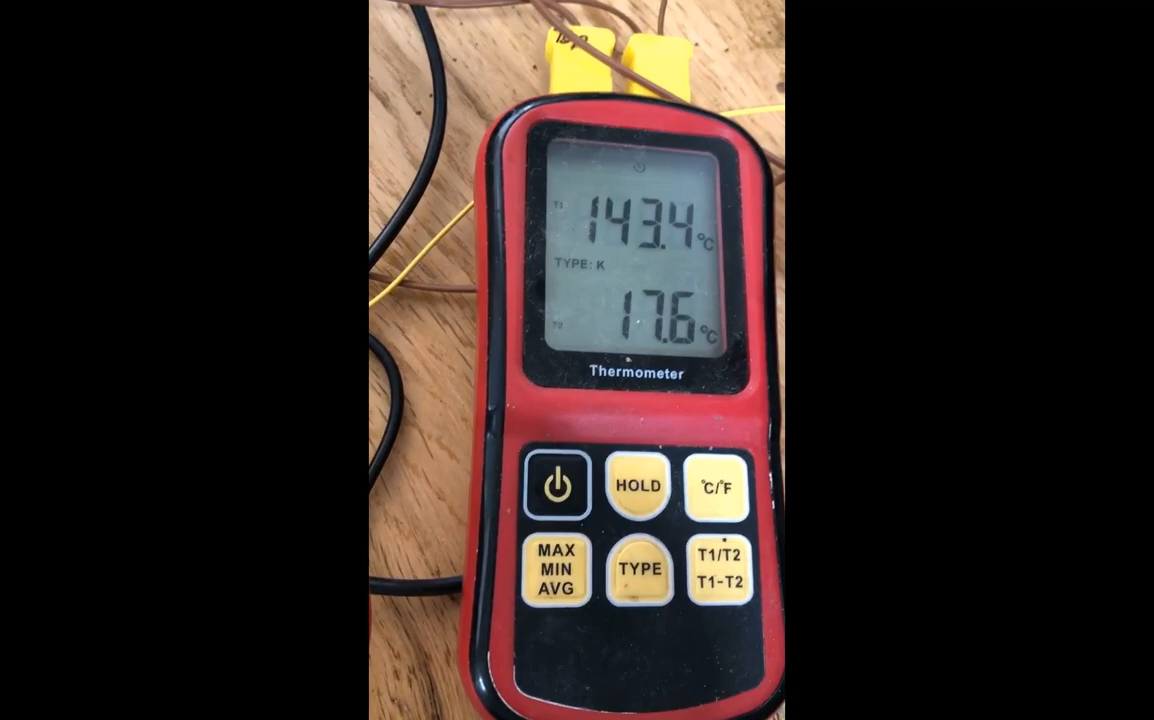 T1 143.4 °C
TYPE: K
T2 17.6 °C
Thermometer
HOLD
°C/°F
MAX
MIN
AVG
TYPE
T1/T2
T1-T2